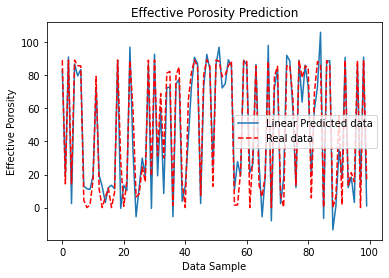 Effective Porosity Prediction
Effective Porosity
100
80
60
40
20
0
Linear Predicted data
Real data
0
20
40
60
80
100
Data Sample